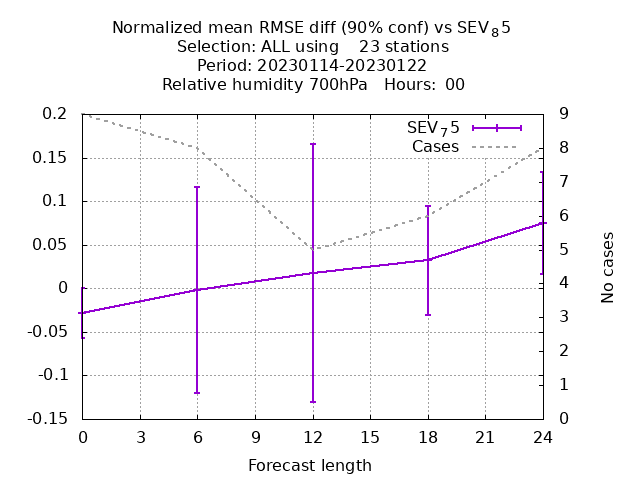 Normalized mean RMSE diff (90% conf) vs SEV₈5
Selection: ALL using    23 stations
Period: 20230114-20230122
Relative humidity 700hPa   Hours:  00
SEV₇5
Cases
0.2
0.15
0.1
0.05
0
-0.05
-0.1
-0.15
9
8
7
6
5
4
3
2
1
0
No cases
0 3 6 9 12 15 18 21 24
Forecast length